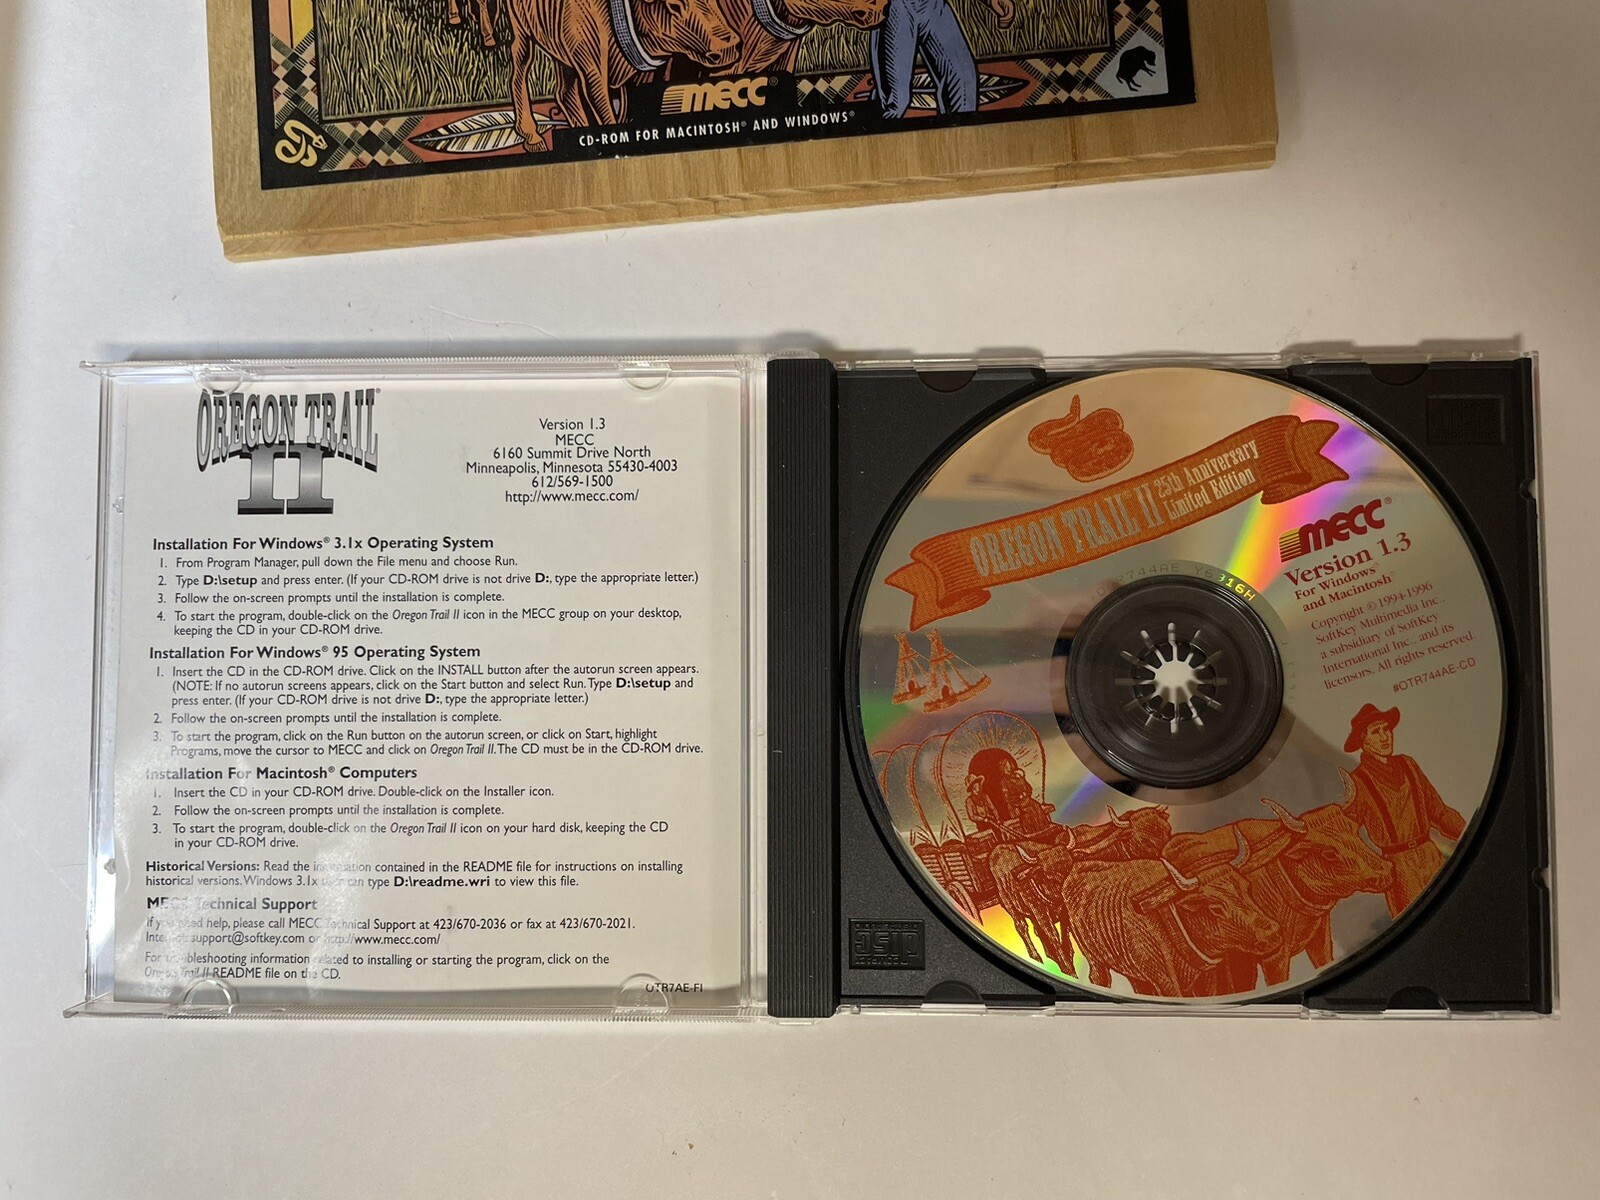 mecc®
CD-ROM FOR MACINTOSH® AND WINDOWS®
OREGON TRAIL®
II
Version 1.3
MECC
6160 Summit Drive North
Minneapolis, Minnesota 55430-4003
612/569-1500
http://www.mecc.com/
Installation For Windows® 3.1x Operating System
1. From Program Manager, pull down the File menu and choose Run.
2. Type D:\setup and press enter. (If your CD-ROM drive is not drive D:, type the appropriate letter.)
3. Follow the on-screen prompts until the installation is complete.
4. To start the program, double-click on the Oregon Trail II icon in the MECC group on your desktop,
keeping the CD in your CD-ROM drive.
Installation For Windows® 95 Operating System
1. Insert the CD in the CD-ROM drive. Click on the INSTALL button after the autorun screen appears.
(NOTE: If no autorun screens appears, click on the Start button and select Run. Type D:\setup and
press enter. (If your CD-ROM drive is not drive D:, type the appropriate letter.)
2. Follow the on-screen prompts until the installation is complete.
3. To start the program, click on the Run button on the autorun screen, or click on Start, highlight
Programs, move the cursor to MECC and click on Oregon Trail II. The CD must be in the CD-ROM drive.
Installation For Macintosh® Computers
1. Insert the CD in your CD-ROM drive. Double-click on the Installer icon.
2. Follow the on-screen prompts until the installation is complete.
3. To start the program, double-click on the Oregon Trail II icon on your hard disk, keeping the CD
in your CD-ROM drive.
Historical Versions: Read the information contained in the README file for instructions on installing
historical versions. Windows 3.1x users can type D:\readme.wri to view this file.
MECC Technical Support
If you need help, please call MECC Technical Support at 423/670-2036 or fax at 423/670-2021.
Internet: support@softkey.com or http://www.mecc.com/
For troubleshooting information related to installing or starting the program, click on the
Oregon Trail II README file on the CD.
OTR7AE-FI
OREGON TRAIL® II 25th Anniversary
Limited Edition
mecc®
Version 1.3
For Windows®
and Macintosh®
Copyright © 1994-1996
SoftKey Multimedia Inc.,
a subsidiary of SoftKey
International Inc., and its
licensors. All rights reserved.
#OTR744AE-CD
disc